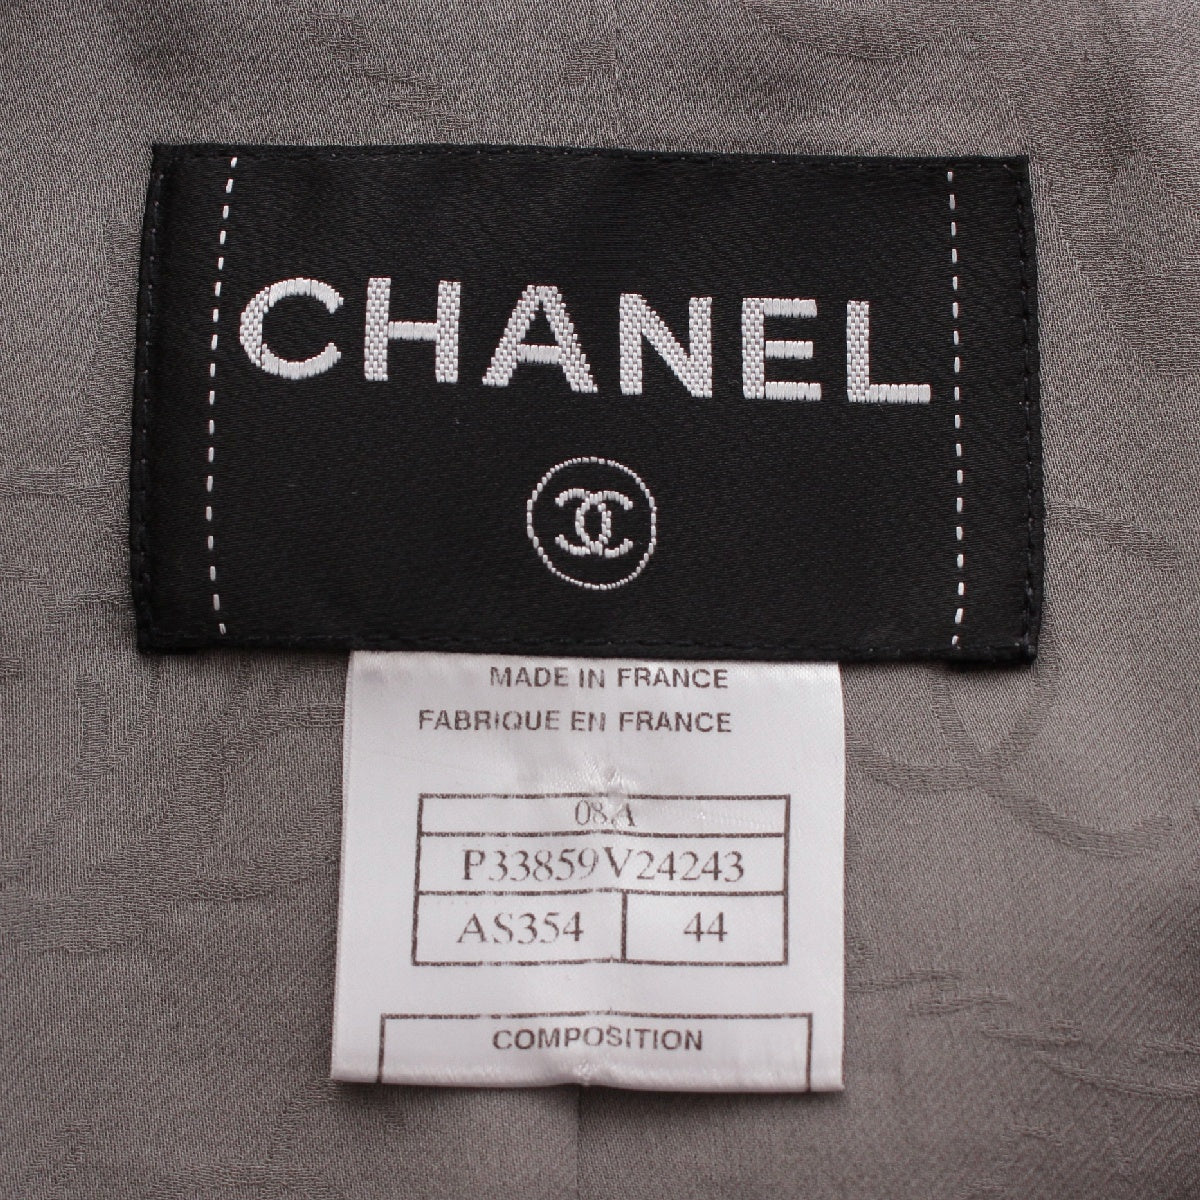 CHANEL
MADE IN FRANCE
FABRIQUE EN FRANCE
08A
P33859V24243
AS354 44
COMPOSITION